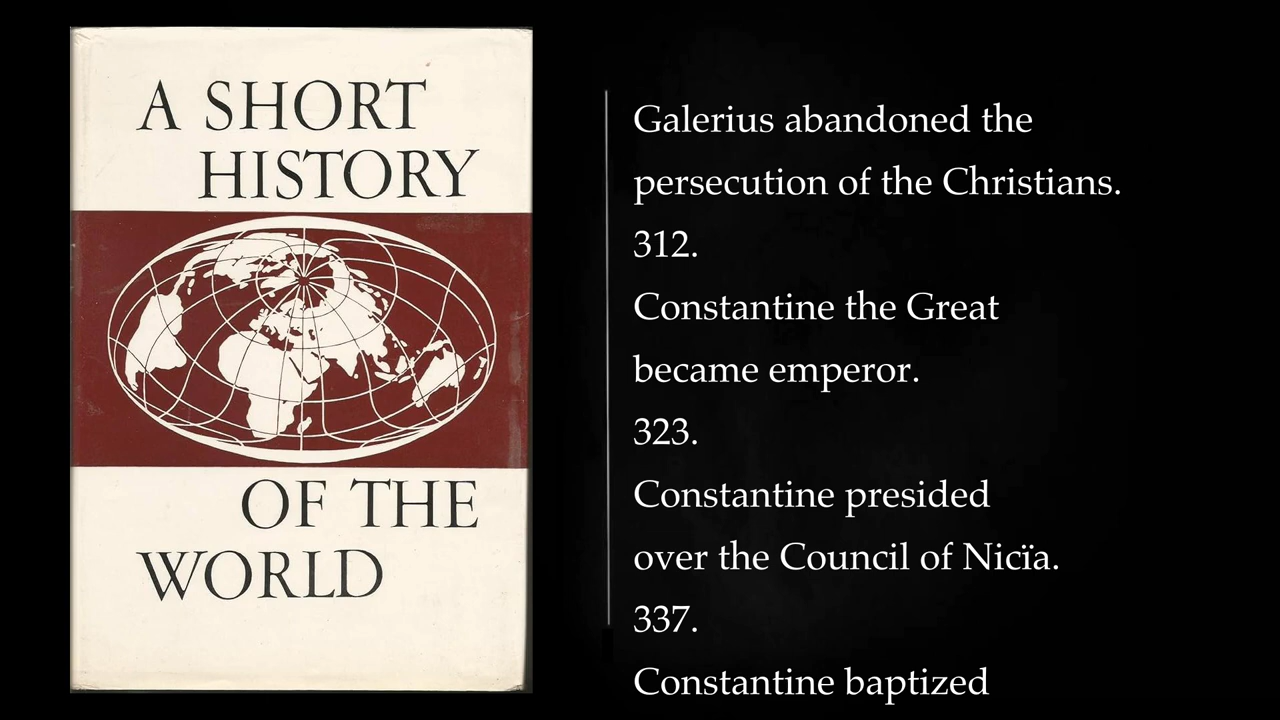 A SHORT
HISTORY
OF THE
WORLD
Galerius abandoned the
persecution of the Christians.
312.
Constantine the Great
became emperor.
323.
Constantine presided
over the Council of Nicïa.
337.
Constantine baptized